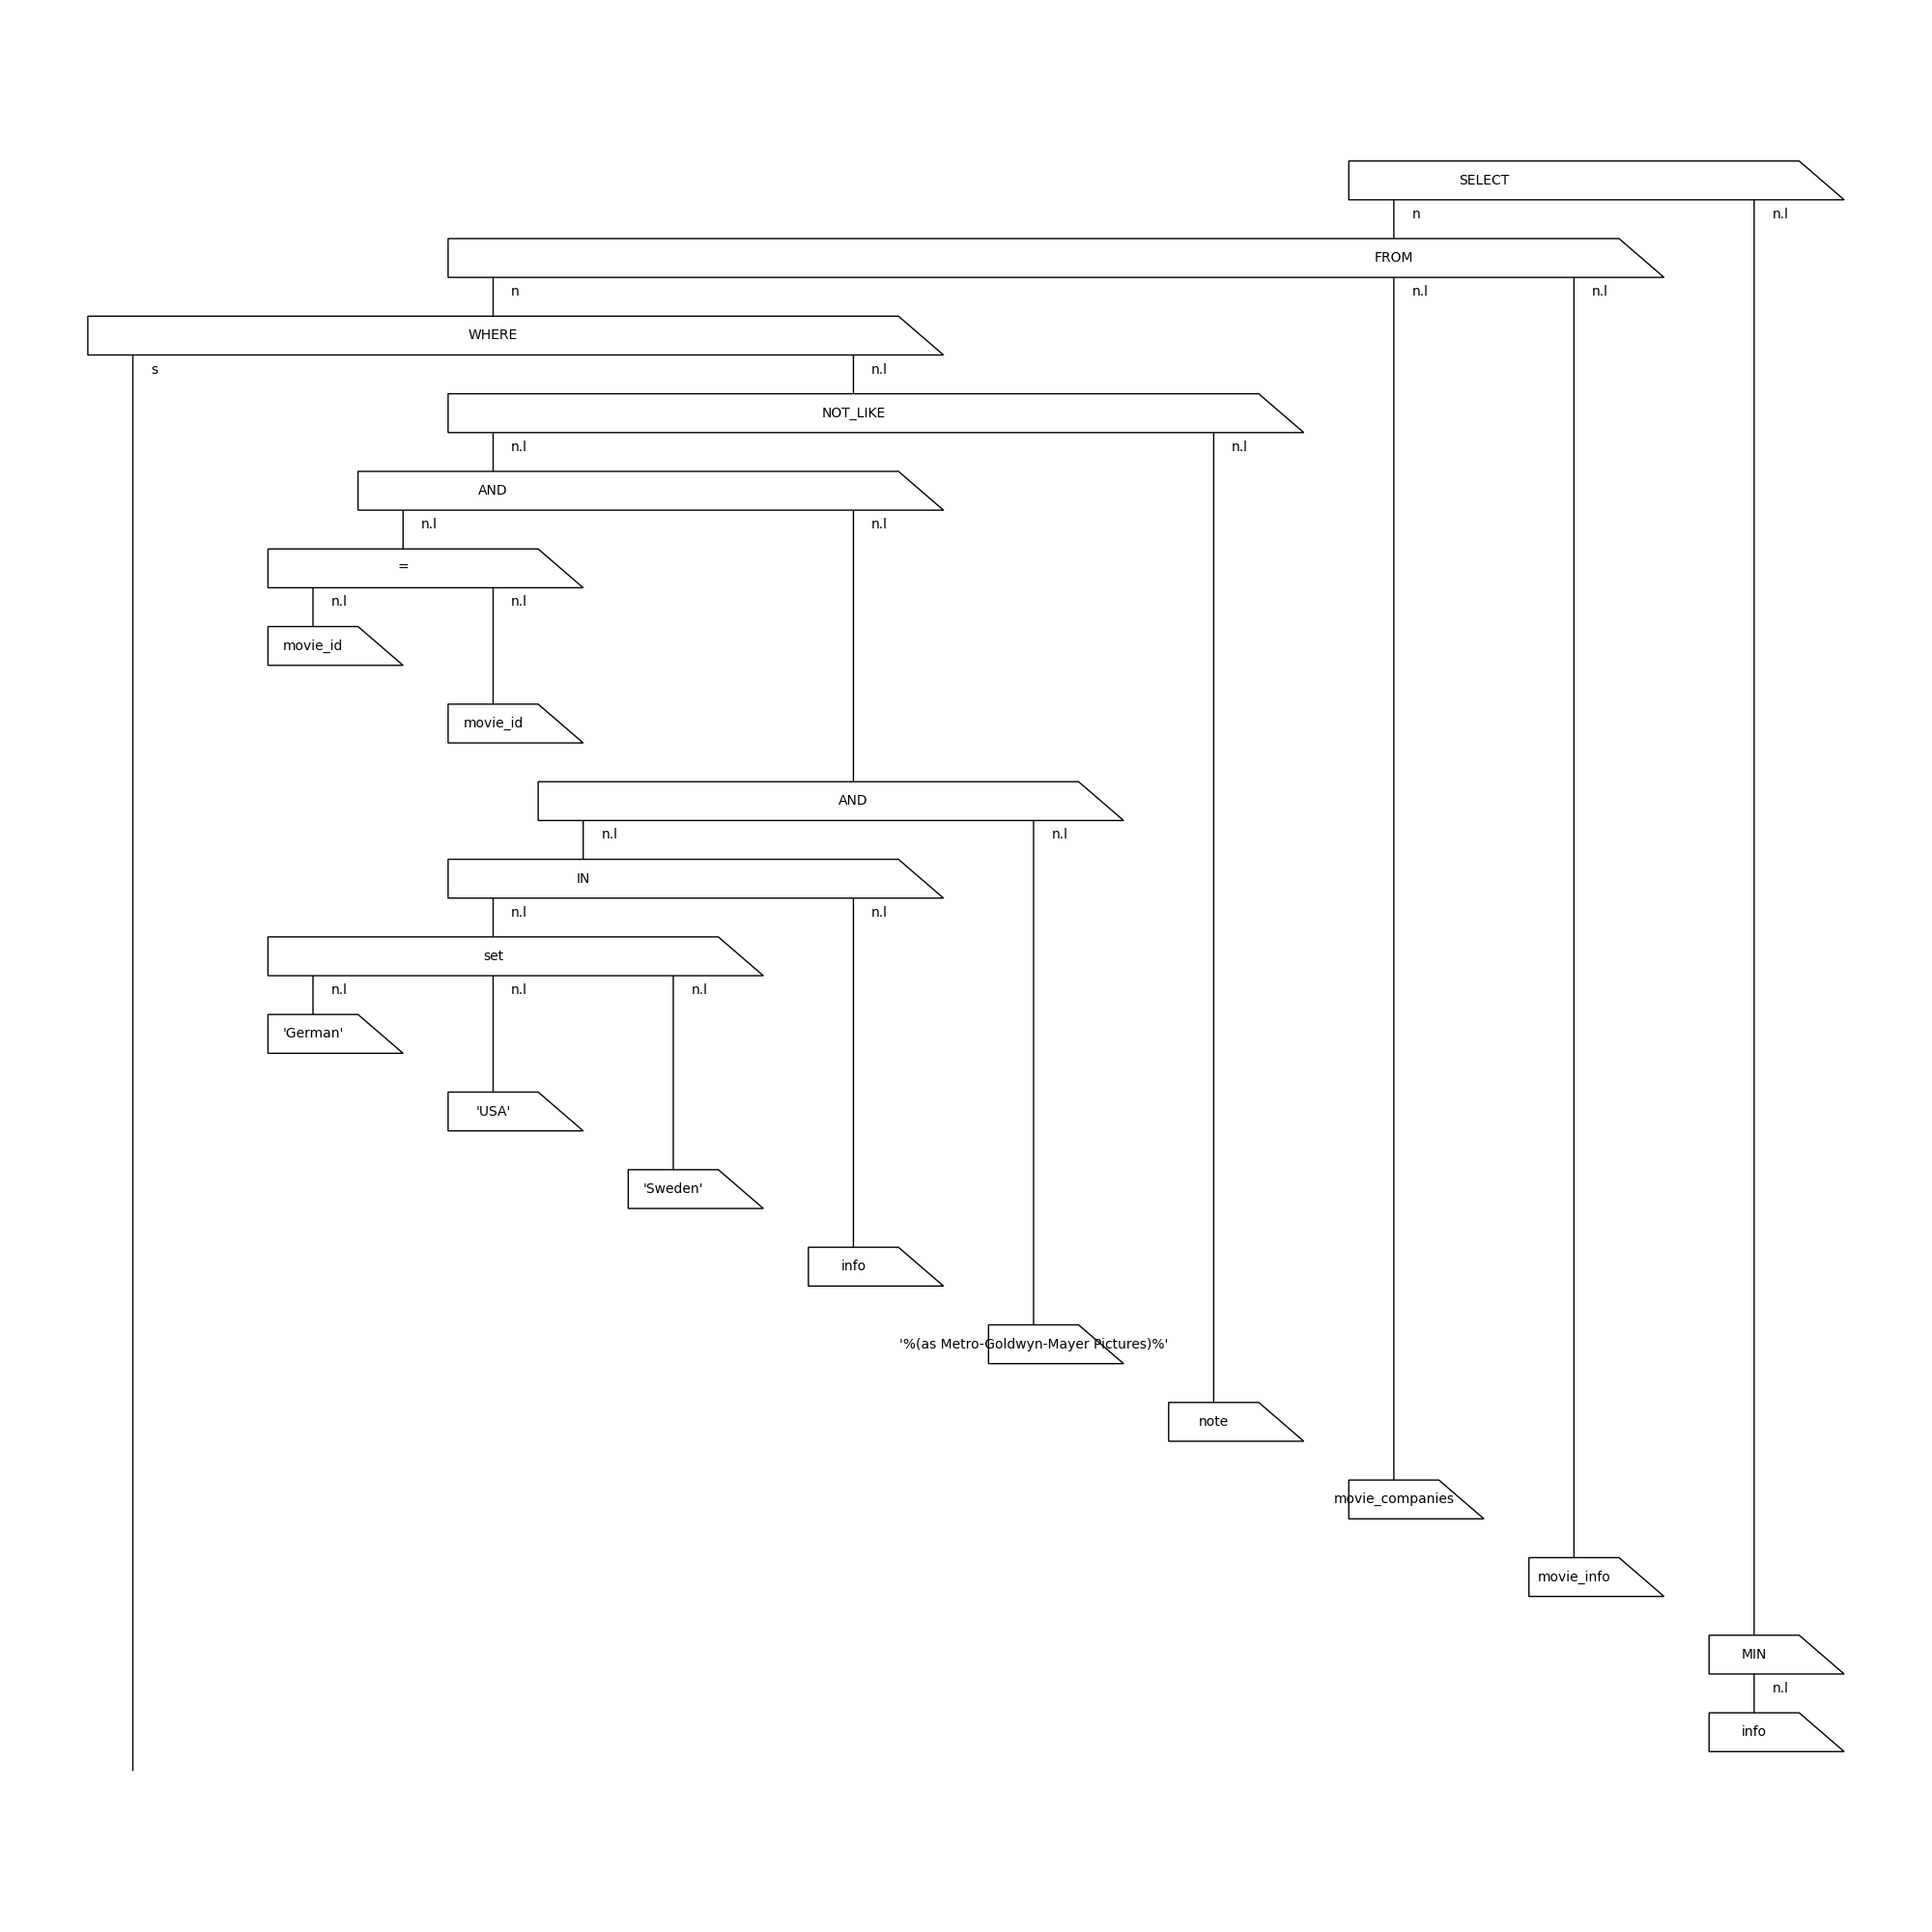 SELECT
n n.l
FROM
n n.l n.l
WHERE
s n.l
NOT_LIKE
n.l n.l
AND
n.l n.l
=
n.l n.l
movie_id
movie_id
AND
n.l n.l
IN
n.l n.l
set
n.l n.l n.l
'German'
'USA'
'Sweden'
info
'%(as Metro-Goldwyn-Mayer Pictures)%'
note
movie_companies
movie_info
MIN
n.l
info